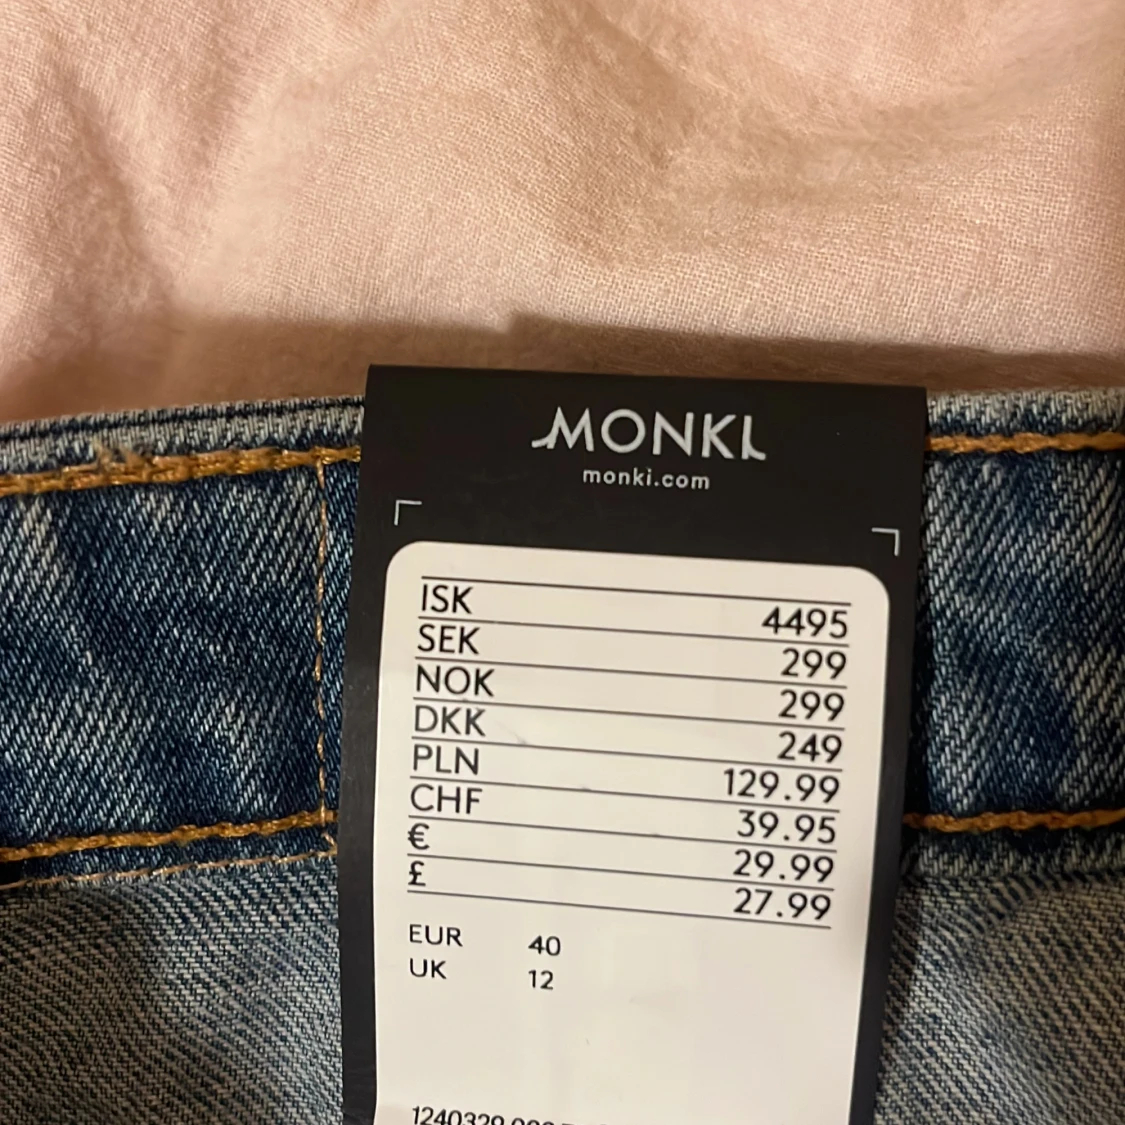 MONKI
monki.com
ISK 4495
SEK 299
NOK 299
DKK 249
PLN 129.99
CHF 39.95
€ 29.99
£ 27.99
EUR 40
UK 12
1240329